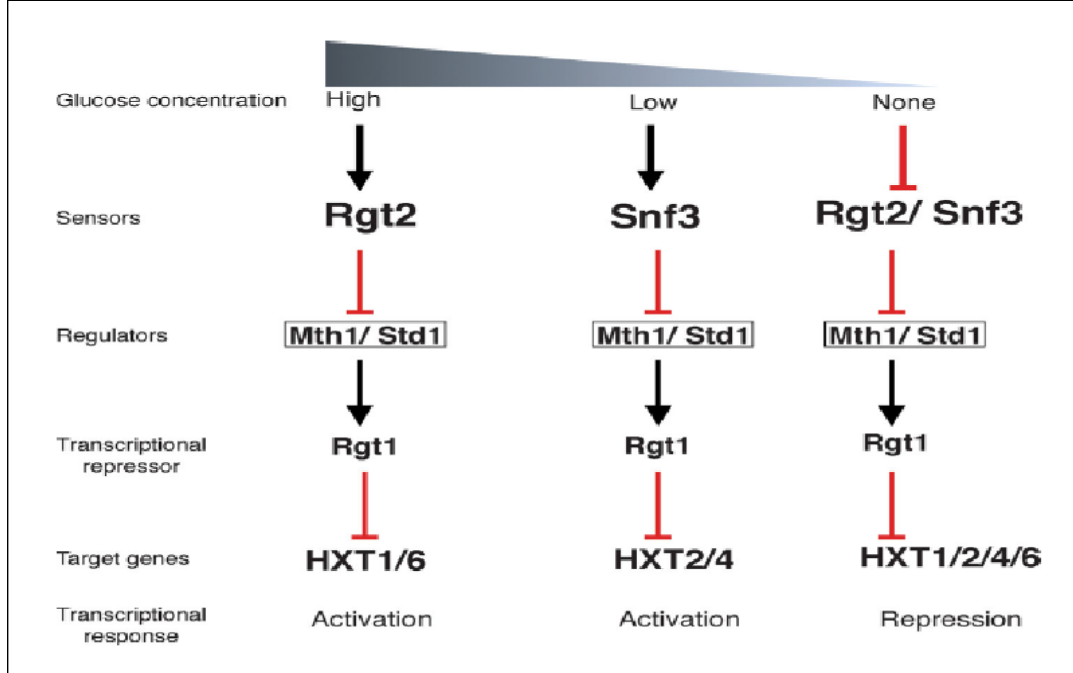 Glucose concentration High Low None
Sensors Rgt2 Snf3 Rgt2/ Snf3
Regulators Mth1/ Std1 Mth1/ Std1 Mth1/ Std1
Transcriptional
repressor
Rgt1 Rgt1 Rgt1
Target genes HXT1/6 HXT2/4 HXT1/2/4/6
Transcriptional
response
Activation Activation Repression